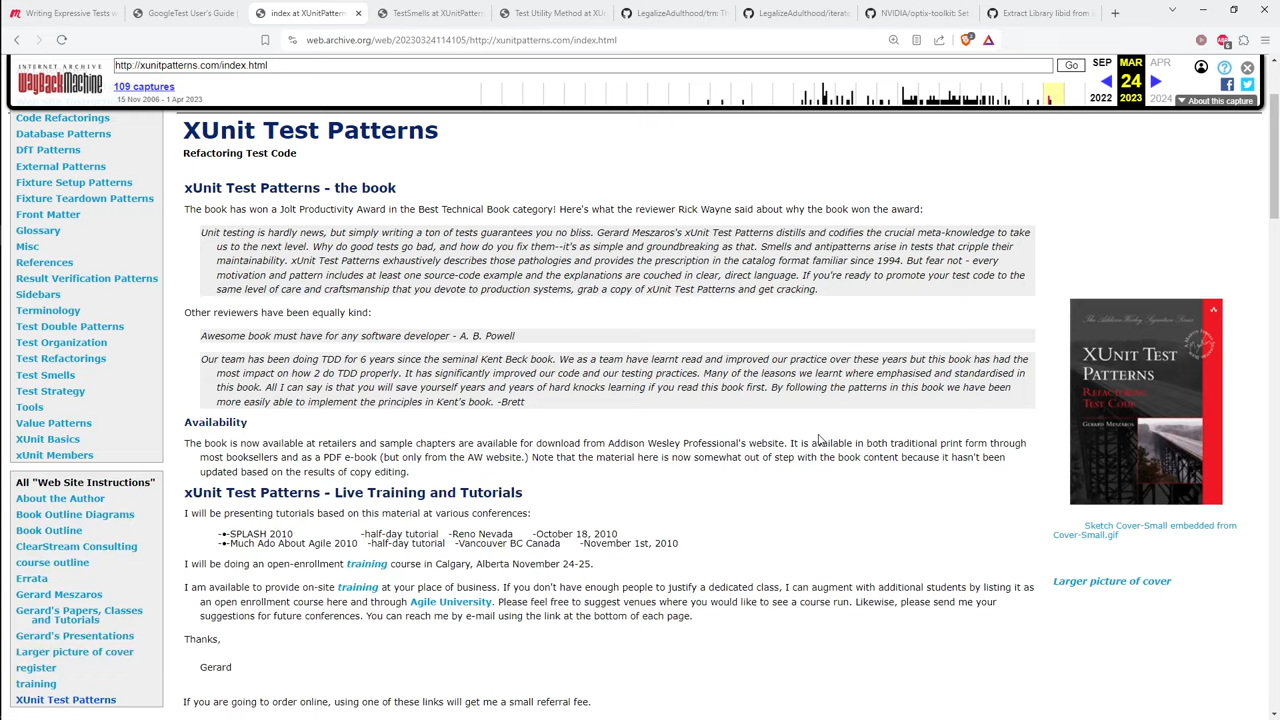 Writing Expressive Tests w
GoogleTest User's Guide |
index at XUnitPattern
TestSmells at XUnitPattern
Test Utility Method at XU
LegalizeAdulthood/trn: Th
LegalizeAdulthood/iterate
NVIDIA/optix-toolkit: Set
Extract Library libid from i
web.archive.org/web/20230324114105/http://xunitpatterns.com/index.html
INTERNET ARCHIVE
WayBackMachine
http://xunitpatterns.com/index.html
Go
109 captures
15 Nov 2006 - 1 Apr 2023
SEP MAR APR
24
2022 2023 2024
About this capture
Code Refactorings
Database Patterns
DfT Patterns
External Patterns
Fixture Setup Patterns
Fixture Teardown Patterns
Front Matter
Glossary
Misc
References
Result Verification Patterns
Sidebars
Terminology
Test Double Patterns
Test Organization
Test Refactorings
Test Smells
Test Strategy
Tools
Value Patterns
XUnit Basics
xUnit Members
All "Web Site Instructions"
About the Author
Book Outline Diagrams
Book Outline
ClearStream Consulting
course outline
Errata
Gerard Meszaros
Gerard's Papers, Classes
and Tutorials
Gerard's Presentations
Larger picture of cover
register
training
XUnit Test Patterns
XUnit Test Patterns
Refactoring Test Code
xUnit Test Patterns - the book
The book has won a Jolt Productivity Award in the Best Technical Book category! Here's what the reviewer Rick Wayne said about why the book won the award:
Unit testing is hardly news, but simply writing a ton of tests guarantees you no bliss. Gerard Meszaros's xUnit Test Patterns distills and codifies the crucial meta-knowledge to take
us to the next level. Why do good tests go bad, and how do you fix them--it's as simple and groundbreaking as that. Smells and antipatterns arise in tests that cripple their
maintainability. xUnit Test Patterns exhaustively describes those pathologies and provides the prescription in the catalog format familiar since 1994. But fear not - every
motivation and pattern includes at least one source-code example and the explanations are couched in clear, direct language. If you're ready to promote your test code to the
same level of care and craftsmanship that you devote to production systems, grab a copy of xUnit Test Patterns and get cracking.
Other reviewers have been equally kind:
Awesome book must have for any software developer - A. B. Powell
Our team has been doing TDD for 6 years since the seminal Kent Beck book. We as a team have learnt read and improved our practice over these years but this book has had the
most impact on how 2 do TDD properly. It has significantly improved our code and our testing practices. Many of the lessons we learnt where emphasised and standardised in
this book. All I can say is that you will save yourself years and years of hard knocks learning if you read this book first. By following the patterns in this book we have been
more easily able to implement the principles in Kent's book. -Brett
Availability
The book is now available at retailers and sample chapters are available for download from Addison Wesley Professional's website. It is available in both traditional print form through
most booksellers and as a PDF e-book (but only from the AW website.) Note that the material here is now somewhat out of step with the book content because it hasn't been
updated based on the results of copy editing.
xUnit Test Patterns - Live Training and Tutorials
I will be presenting tutorials based on this material at various conferences:
-•-SPLASH 2010 -half-day tutorial -Reno Nevada -October 18, 2010
-•-Much Ado About Agile 2010 -half-day tutorial -Vancouver BC Canada -November 1st, 2010
I will be doing an open-enrollment training course in Calgary, Alberta November 24-25.
I am available to provide on-site training at your place of business. If you don't have enough people to justify a dedicated class, I can augment with additional students by listing it as
an open enrollment course here and through Agile University. Please feel free to suggest venues where you would like to see a course run. Likewise, please send me your
suggestions for future conferences. You can reach me by e-mail using the link at the bottom of each page.
Thanks,
Gerard
If you are going to order online, using one of these links will get me a small referral fee.
The Addison Wesley Signature Series
XUNIT TEST
PATTERNS
REFACTORING
TEST CODE
GERARD MESZAROS
Sketch Cover-Small embedded from
Cover-Small.gif
Larger picture of cover